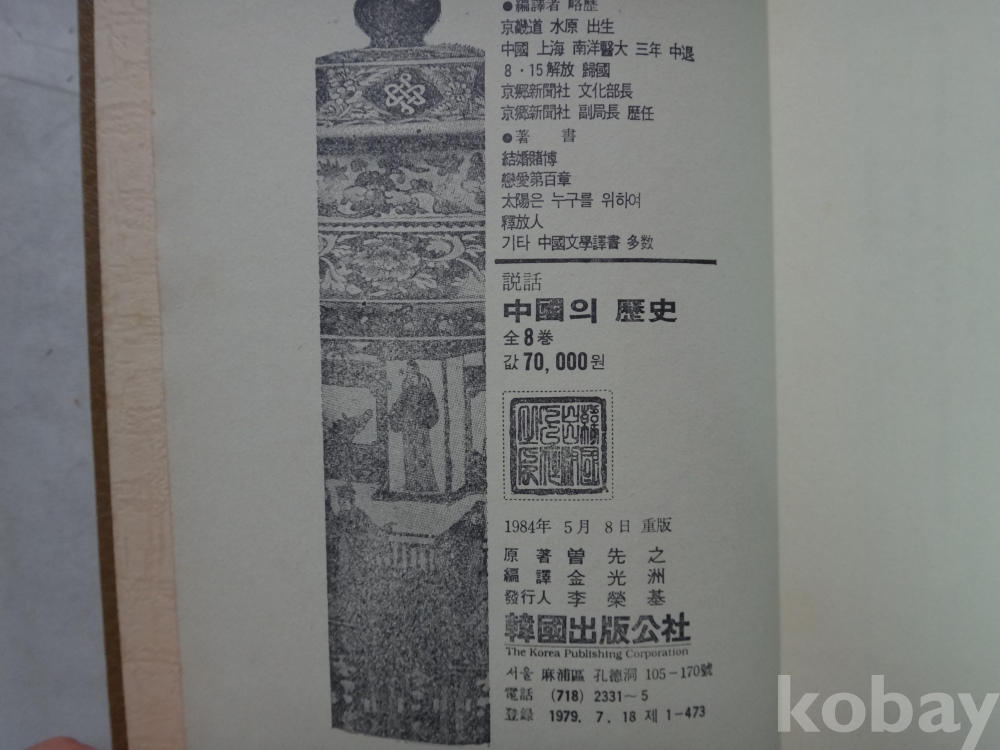 ●編譯者 略歷
京畿道 水原 出生
中國 上海 南洋醫大 三年 中退
8·15解放 歸國
京鄕新聞社 文化部長
京鄕新聞社 副局長 歷任
●著 書
結婚賭博
戀愛第百章
太陽은 누구를 위하여
釋放人
기타 中國文學譯書 多数
説話
中國의 歷史
全8巻
값 70,000원
1984年 5月 8日 重版
原著 曾先之
編譯 金光洲
發行人 李榮基
韓國出版公社
The Korea Publishing Corporation
서울 麻浦區 孔德洞 105-170號
電話 (718) 2331~5
登錄 1979. 7. 18 제 1-473
kobay